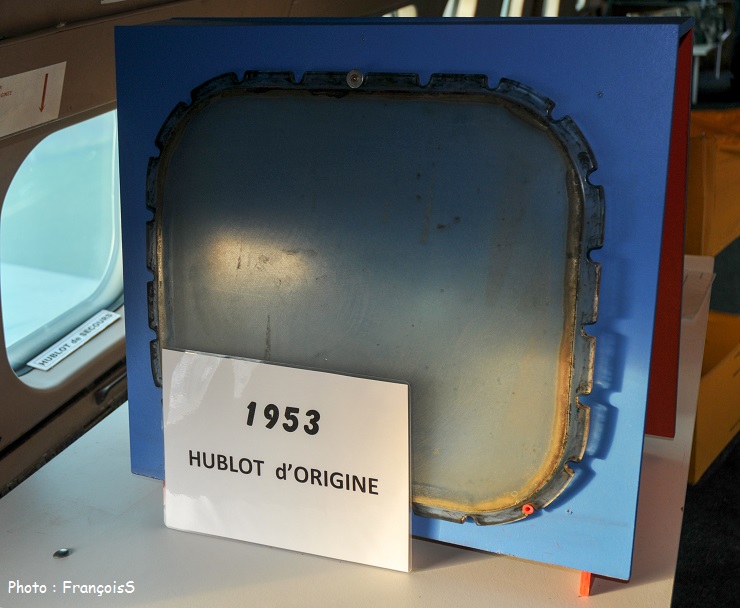 HUBLOT de SECOURS
1953
HUBLOT d'ORIGINE
Photo : FrançoisS